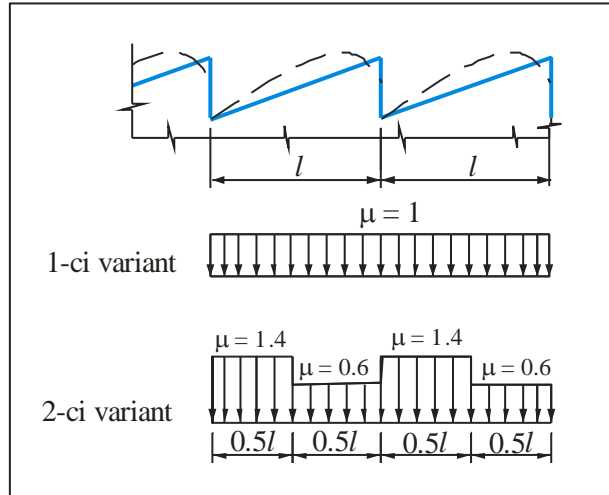 l l
μ = 1
1-ci variant
μ = 1.4 μ = 0.6 μ = 1.4 μ = 0.6
2-ci variant
0.5l 0.5l 0.5l 0.5l